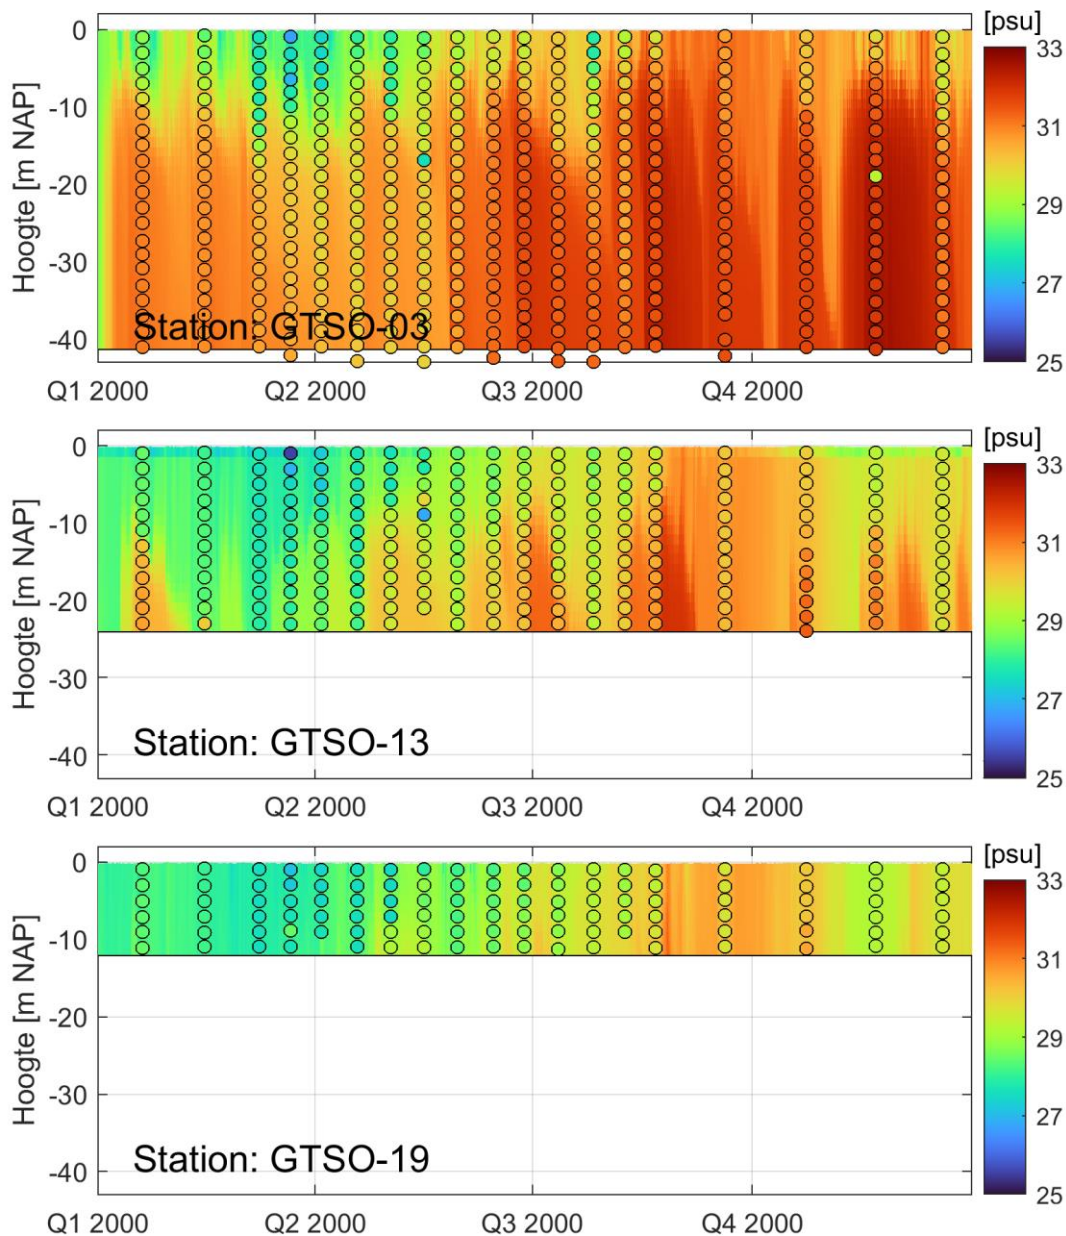 [psu]
0
-10
-20
-30
-40
Hoogte [m NAP]
Station: GTSO-03
Q1 2000
Q2 2000
Q3 2000
Q4 2000
33
31
29
27
25
[psu]
0
-10
-20
-30
-40
Hoogte [m NAP]
Station: GTSO-13
Q1 2000
Q2 2000
Q3 2000
Q4 2000
33
31
29
27
25
[psu]
0
-10
-20
-30
-40
Hoogte [m NAP]
Station: GTSO-19
Q1 2000
Q2 2000
Q3 2000
Q4 2000
33
31
29
27
25